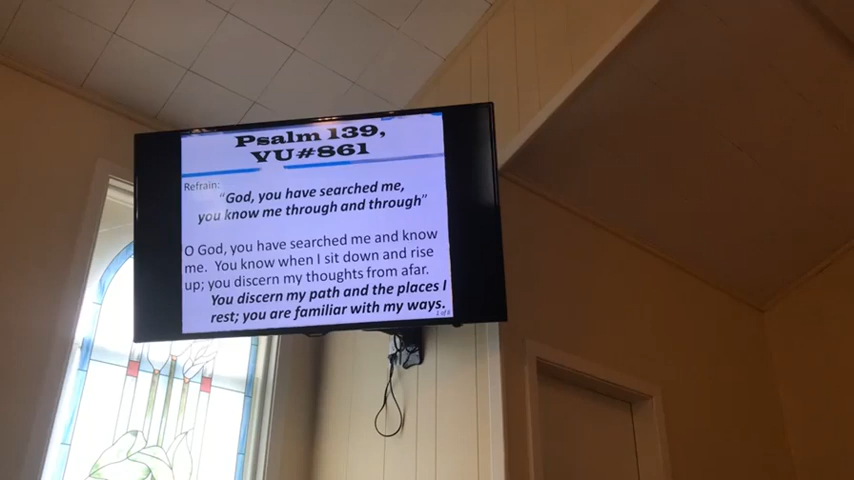 Psalm 139,
VU#861
Refrain:
"God, you have searched me,
you know me through and through"
O God, you have searched me and know
me. You know when I sit down and rise
up; you discern my thoughts from afar.
You discern my path and the places I
rest; you are familiar with my ways.